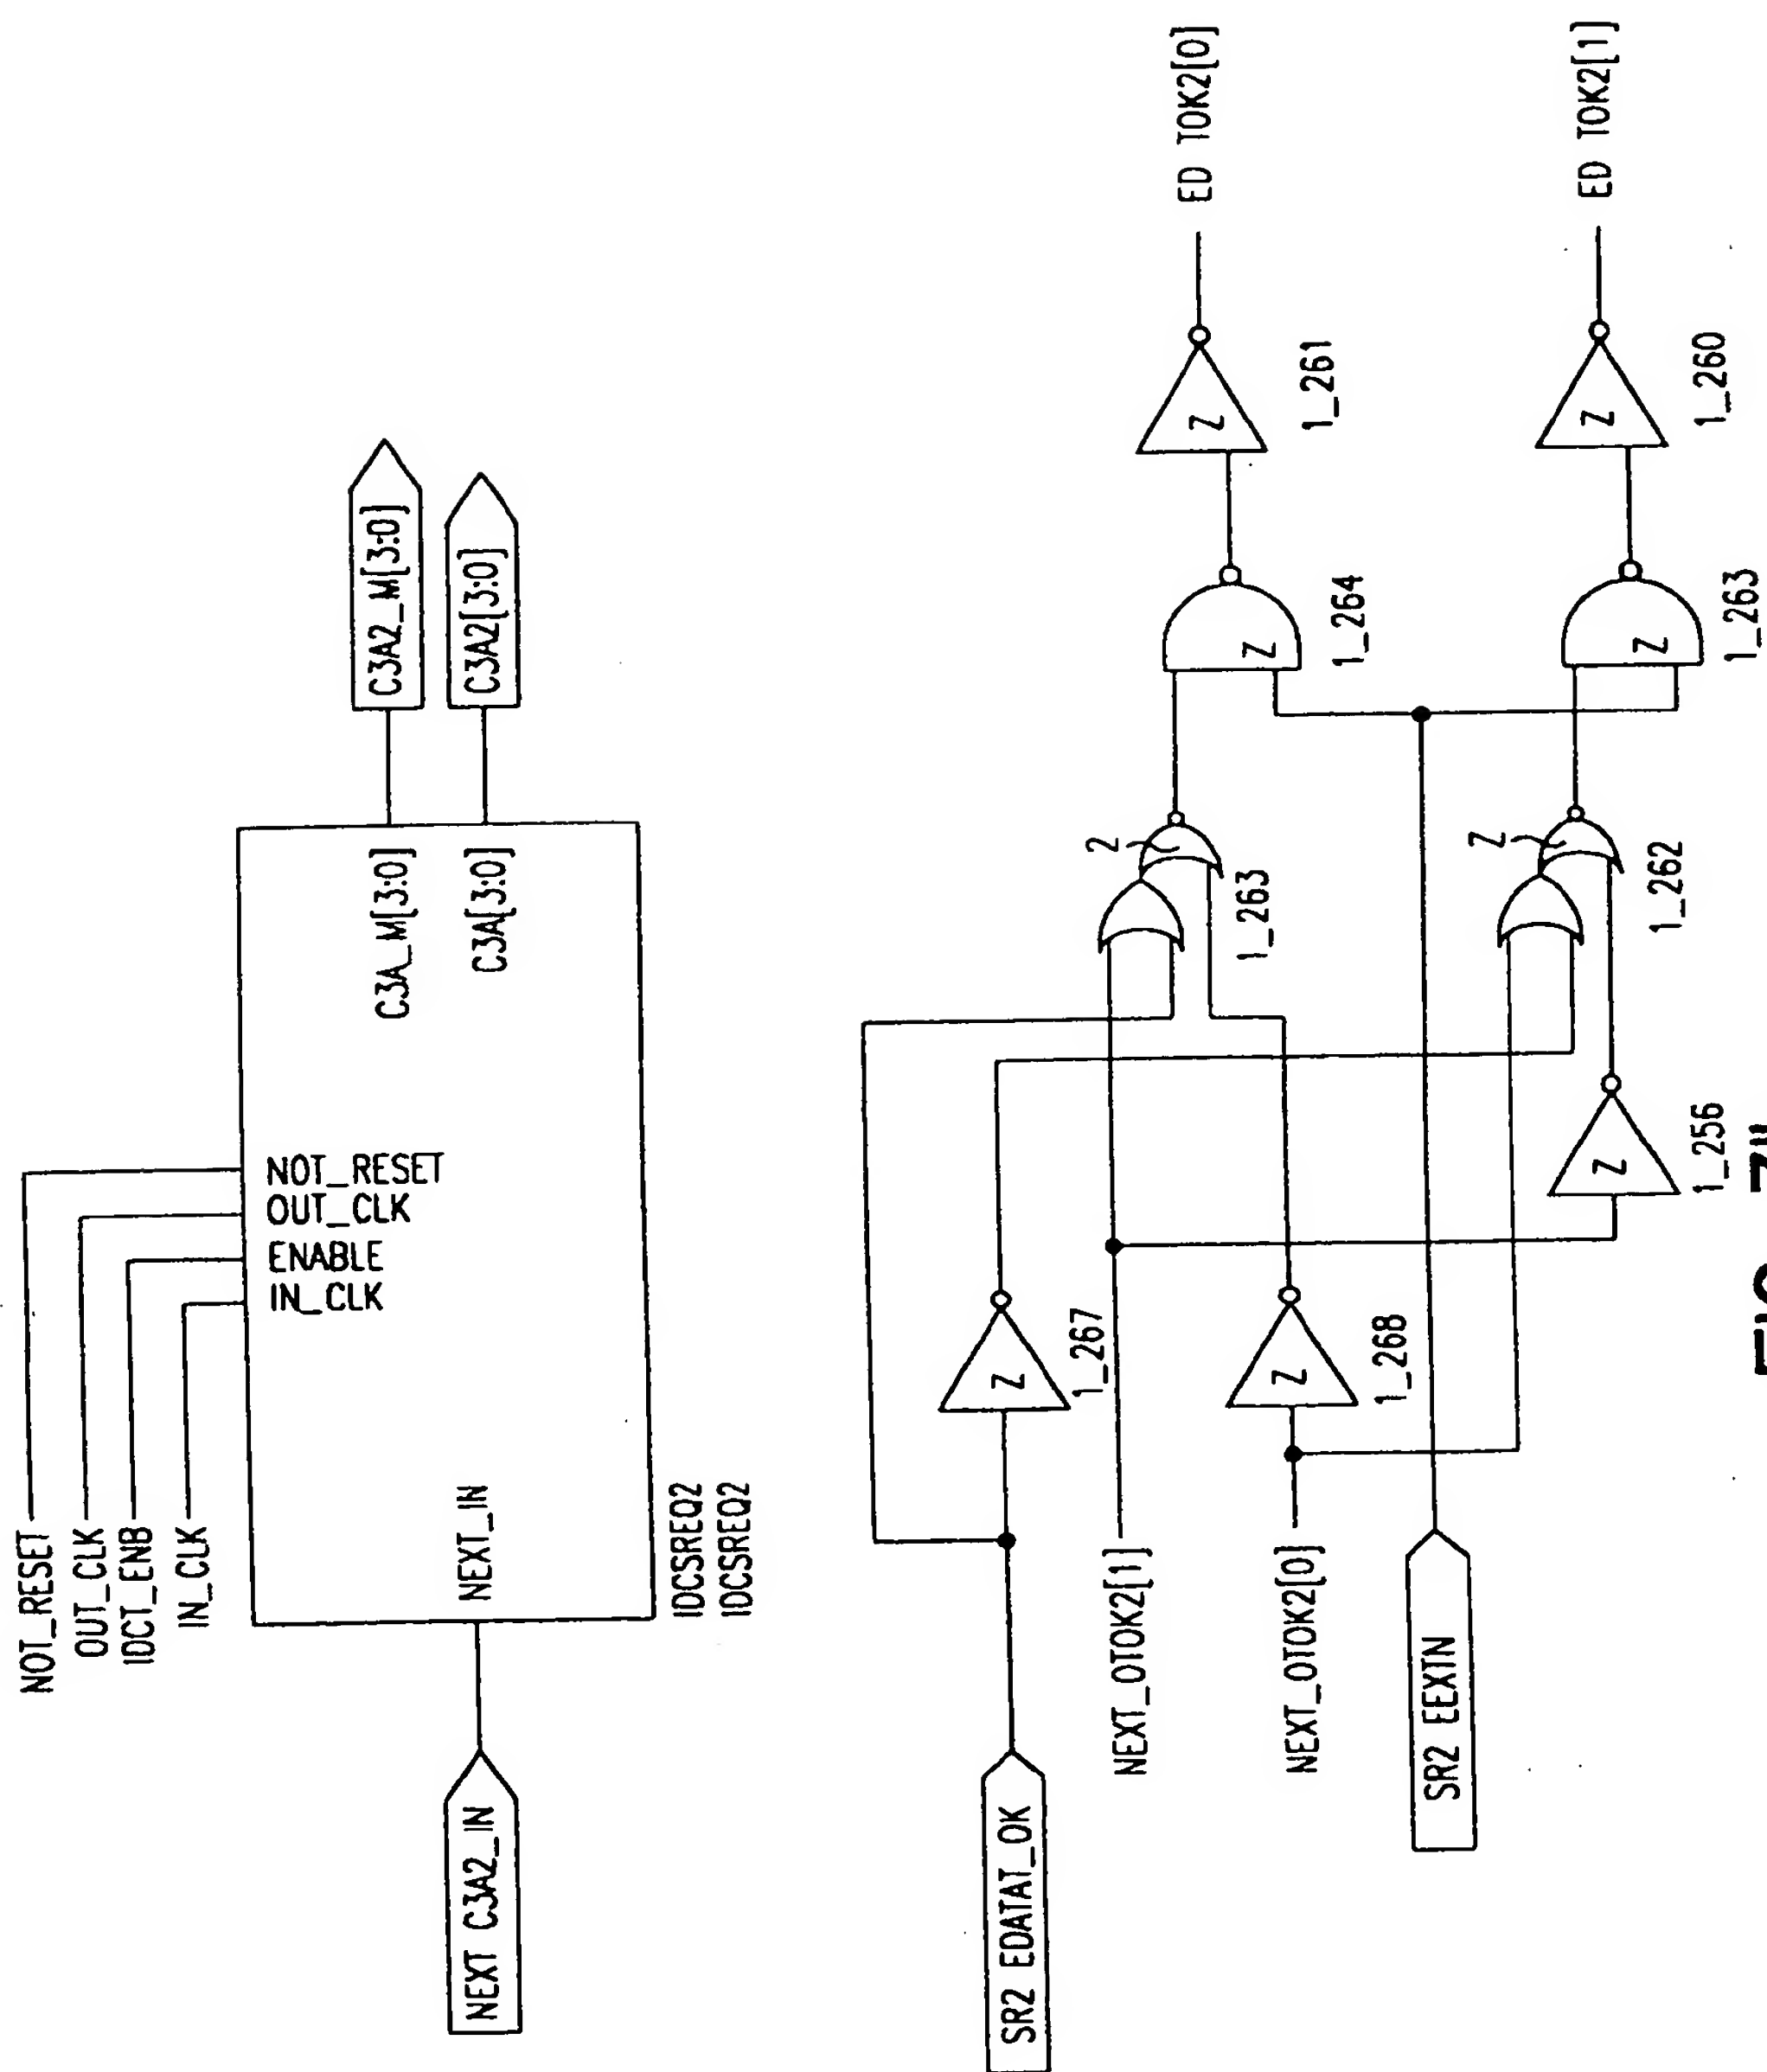 NOT_RESET
OUT_CLK
IDCT_ENB
IN_CLK
NOT_RESET
OUT_CLK
ENABLE
IN_CLK
NEXT C3A2_IN
NEXT_IN
C3A_M[3:0]
C3A[3:0]
C3A2_M[3:0]
C3A2[3:0]
IDCSREQ2
IDCSREQ2
SR2 EDATAT_OK
NEXT_OTOK2[1]
NEXT_OTOK2[0]
SR2 EEXTN
Z
1_267
Z
1_268
Z
1_256
2
1_263
Z
1_262
Z
1_264
Z
1_263
Z
1_261
Z
1_260
ED TOK2[0]
ED TOK2[1]